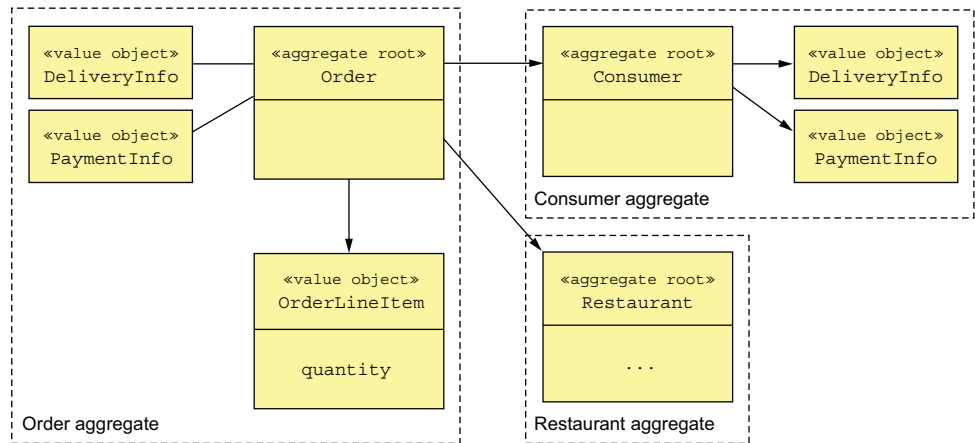 «value object»
DeliveryInfo
«value object»
PaymentInfo
«aggregate root»
Order
«value object»
OrderLineItem
quantity
Order aggregate
«aggregate root»
Consumer
«value object»
DeliveryInfo
«value object»
PaymentInfo
Consumer aggregate
«aggregate root»
Restaurant
...
Restaurant aggregate